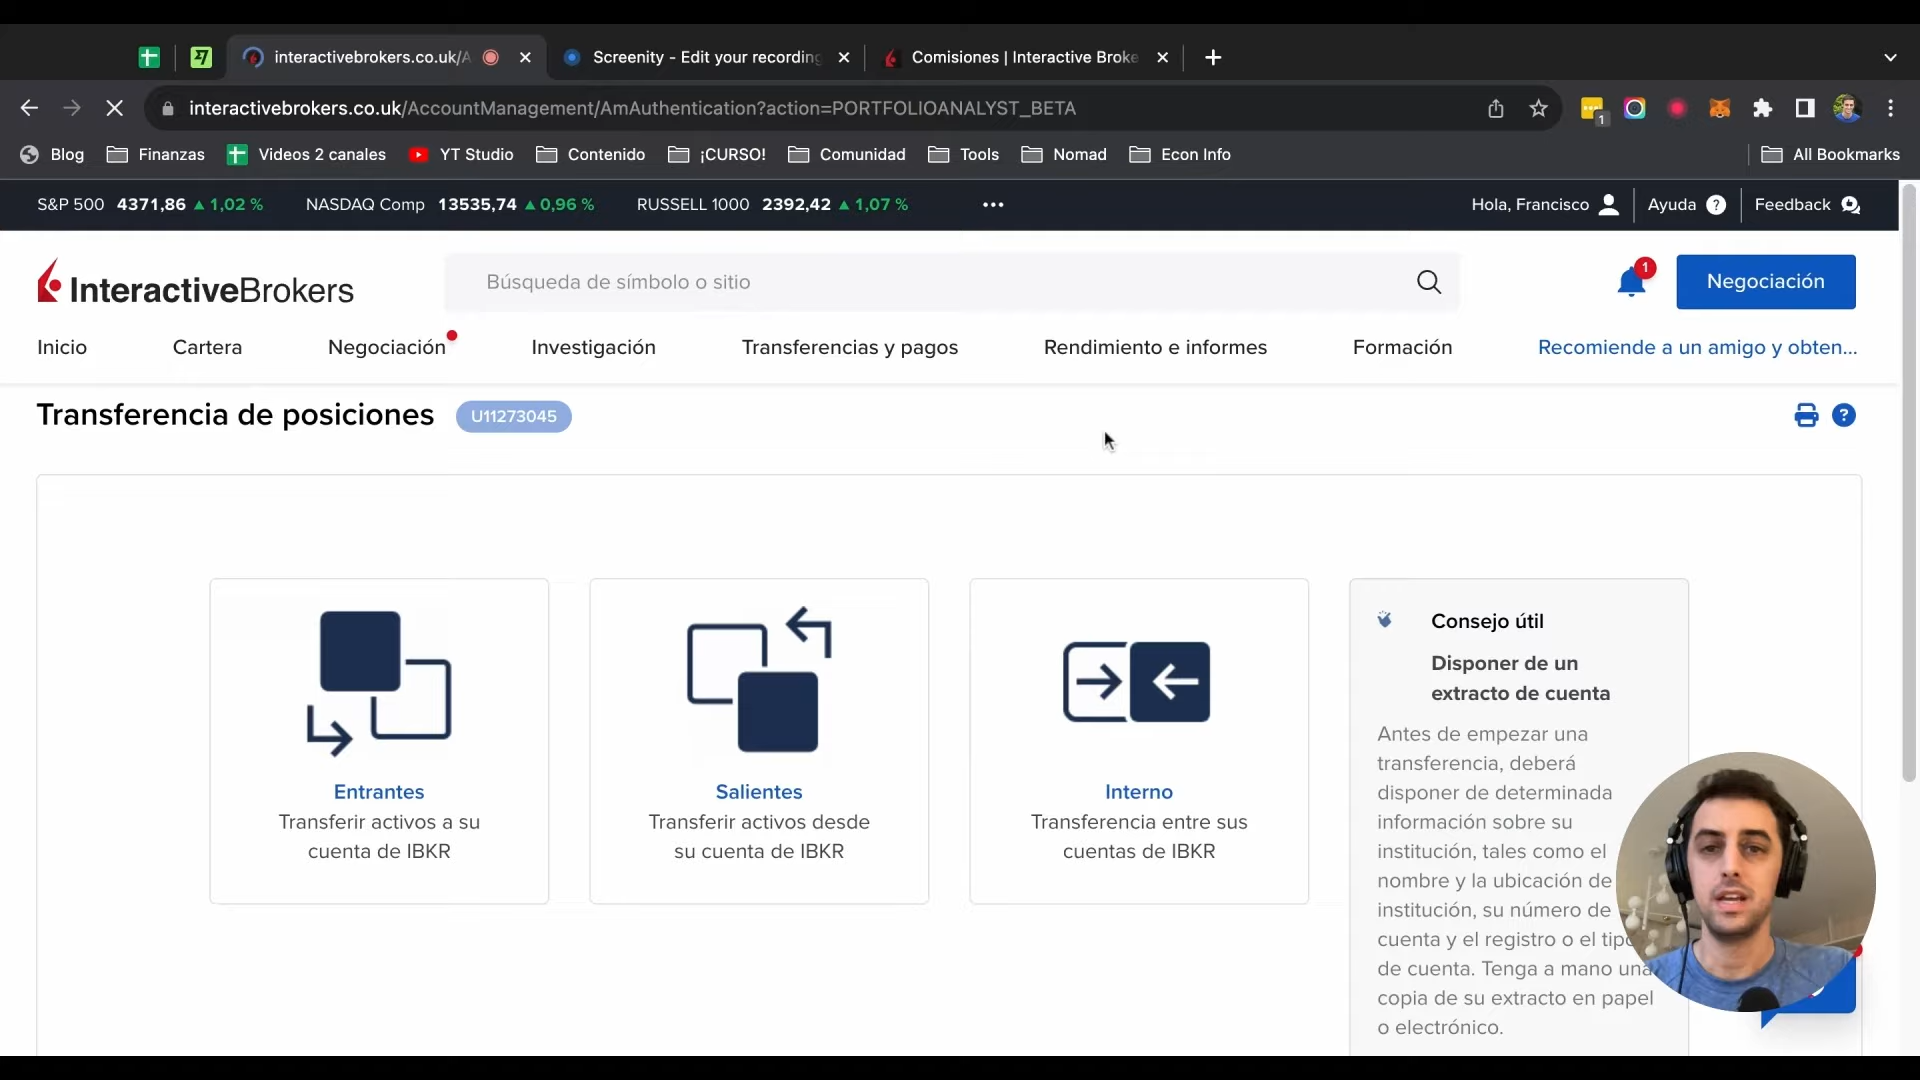 interactivebrokers.co.uk/A
Screenity - Edit your recording
Comisiones | Interactive Broke
interactivebrokers.co.uk/AccountManagement/AmAuthentication?action=PORTFOLIOANALYST_BETA
1
Blog
Finanzas
Videos 2 canales
YT Studio
Contenido
¡CURSO!
Comunidad
Tools
Nomad
Econ Info
All Bookmarks
S&P 500 4371,86 ▲ 1,02 %
NASDAQ Comp 13535,74 ▲ 0,96 %
RUSSELL 1000 2392,42 ▲ 1,07 %
•••
Hola, Francisco
Ayuda ?
Feedback
InteractiveBrokers
Búsqueda de símbolo o sitio
1
Negociación
Inicio
Cartera
Negociación
Investigación
Transferencias y pagos
Rendimiento e informes
Formación
Recomiende a un amigo y obten...
Transferencia de posiciones
U11273045
?
Entrantes
Transferir activos a su
cuenta de IBKR
Salientes
Transferir activos desde
su cuenta de IBKR
Interno
Transferencia entre sus
cuentas de IBKR
Consejo útil
Disponer de un
extracto de cuenta
Antes de empezar una
transferencia, deberá
disponer de determinada
información sobre su
institución, tales como el
nombre y la ubicación de
institución, su número de
cuenta y el registro o el tipo
de cuenta. Tenga a mano una
copia de su extracto en papel
o electrónico.